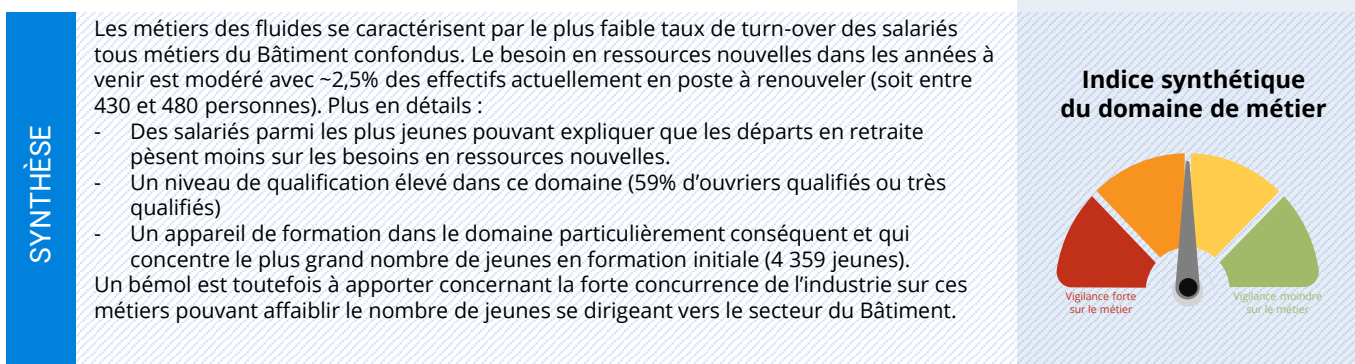 SYNTHÈSE
Les métiers des fluides se caractérisent par le plus faible taux de turn-over des salariés
tous métiers du Bâtiment confondus. Le besoin en ressources nouvelles dans les années à
venir est modéré avec ~2,5% des effectifs actuellement en poste à renouveler (soit entre
430 et 480 personnes). Plus en détails :
- Des salariés parmi les plus jeunes pouvant expliquer que les départs en retraite
pèsent moins sur les besoins en ressources nouvelles.
- Un niveau de qualification élevé dans ce domaine (59% d’ouvriers qualifiés ou très
qualifiés)
- Un appareil de formation dans le domaine particulièrement conséquent et qui
concentre le plus grand nombre de jeunes en formation initiale (4 359 jeunes).
Un bémol est toutefois à apporter concernant la forte concurrence de l’industrie sur ces
métiers pouvant affaiblir le nombre de jeunes se dirigeant vers le secteur du Bâtiment.
Indice synthétique
du domaine de métier
Vigilance forte
sur le métier
Vigilance moindre
sur le métier